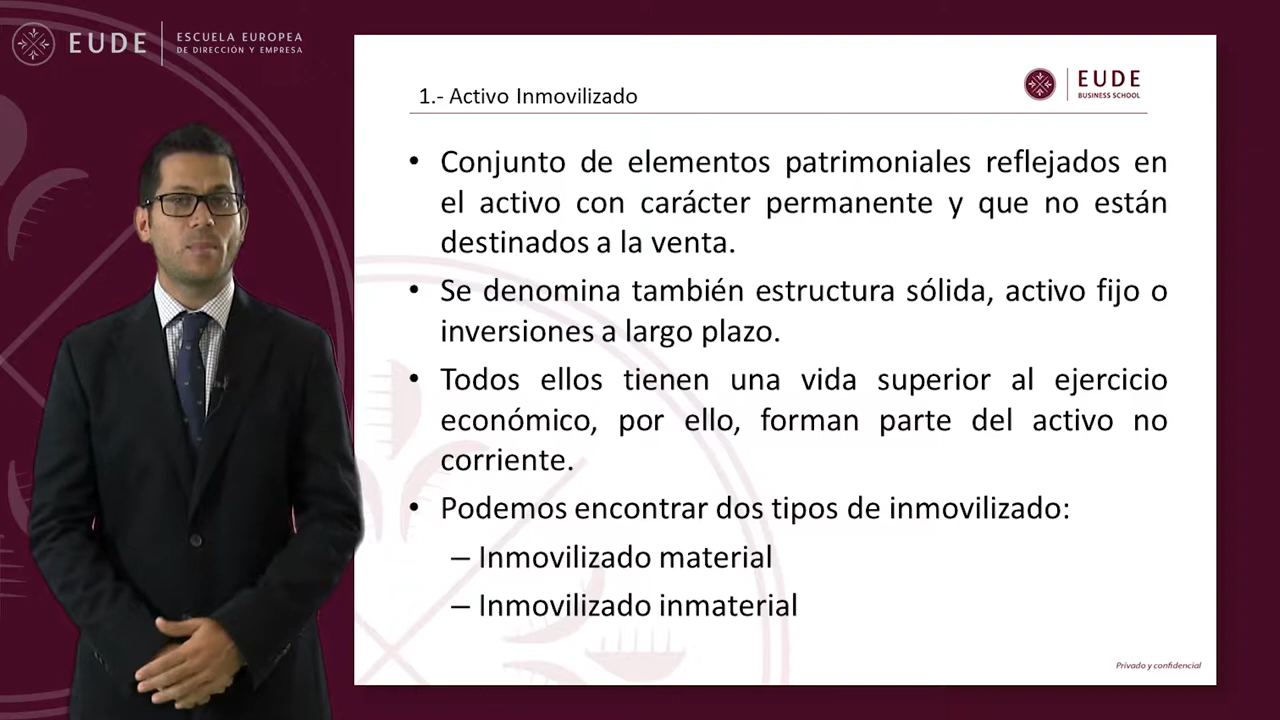 EUDE
ESCUELA EUROPEA
DE DIRECCIÓN Y EMPRESA
1.- Activo Inmovilizado
EUDE
BUSINESS SCHOOL
• Conjunto de elementos patrimoniales reflejados en
el activo con carácter permanente y que no están
destinados a la venta.
• Se denomina también estructura sólida, activo fijo o
inversiones a largo plazo.
• Todos ellos tienen una vida superior al ejercicio
económico, por ello, forman parte del activo no
corriente.
• Podemos encontrar dos tipos de inmovilizado:
– Inmovilizado material
– Inmovilizado inmaterial
Privado y confidencial